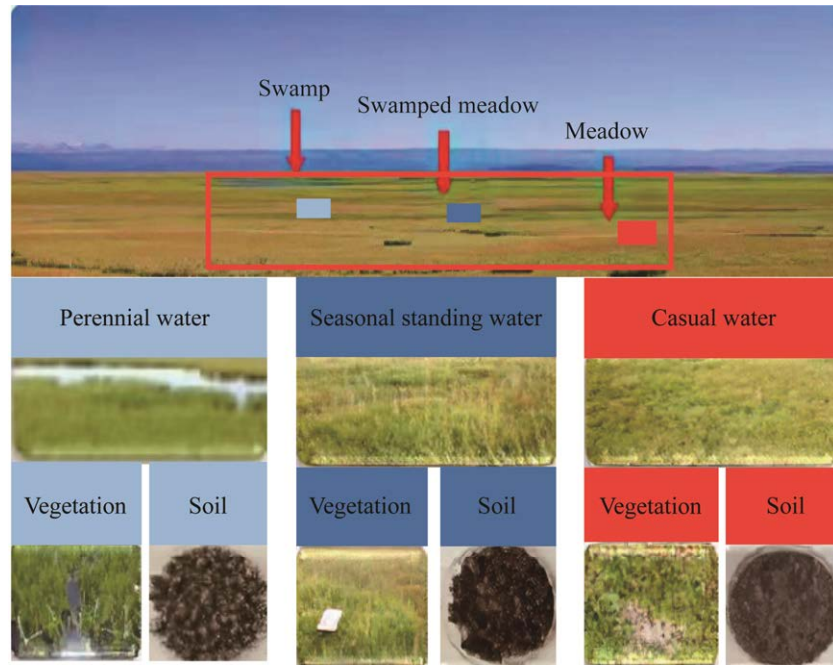 Swamp
Swamped meadow
Meadow
Perennial water
Seasonal standing water
Casual water
Vegetation
Soil
Vegetation
Soil
Vegetation
Soil